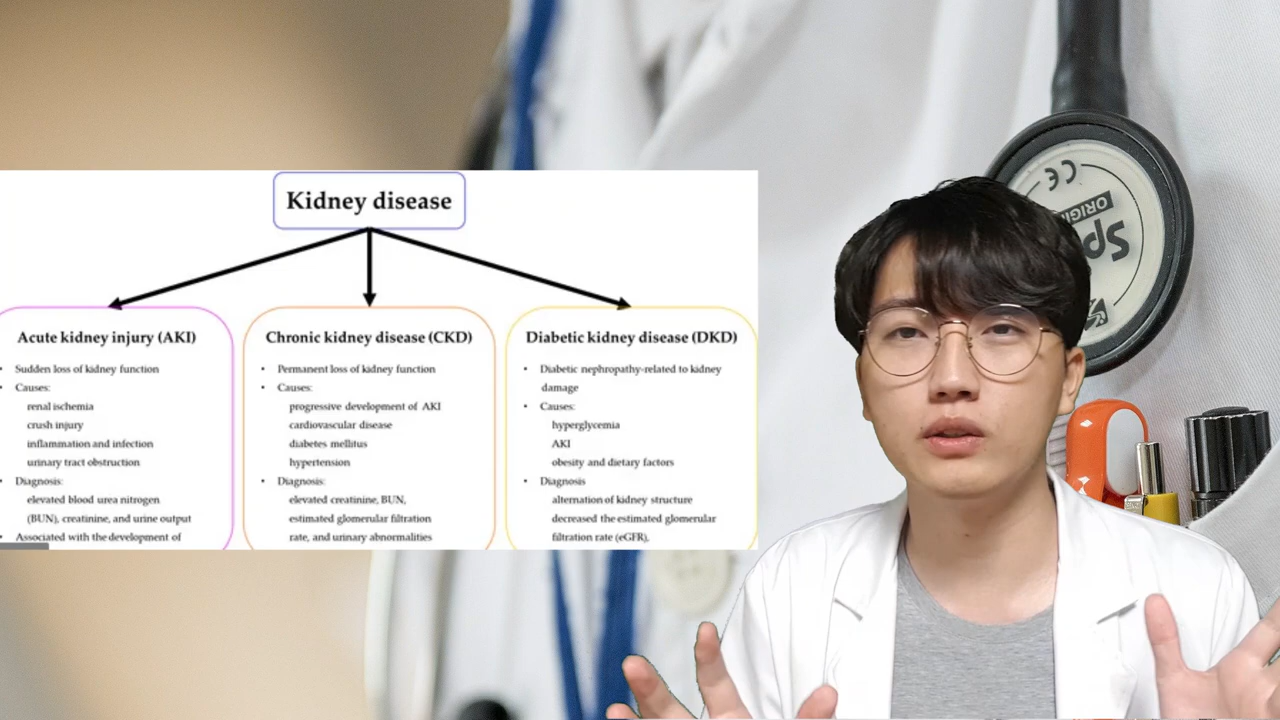 Kidney disease
Acute kidney injury (AKI)
• Sudden loss of kidney function
• Causes:
renal ischemia
crush injury
inflammation and infection
urinary tract obstruction
• Diagnosis:
elevated blood urea nitrogen
(BUN), creatinine, and urine output
• Associated with the development of
Chronic kidney disease (CKD)
• Permanent loss of kidney function
• Causes:
progressive development of AKI
cardiovascular disease
diabetes mellitus
hypertension
• Diagnosis:
elevated creatinine, BUN,
estimated glomerular filtration
rate, and urinary abnormalities
Diabetic kidney disease (DKD)
• Diabetic nephropathy-related to kidney
damage
• Causes:
hyperglycemia
AKI
obesity and dietary factors
• Diagnosis
alternation of kidney structure
decreased the estimated glomerular
filtration rate (eGFR),
CE